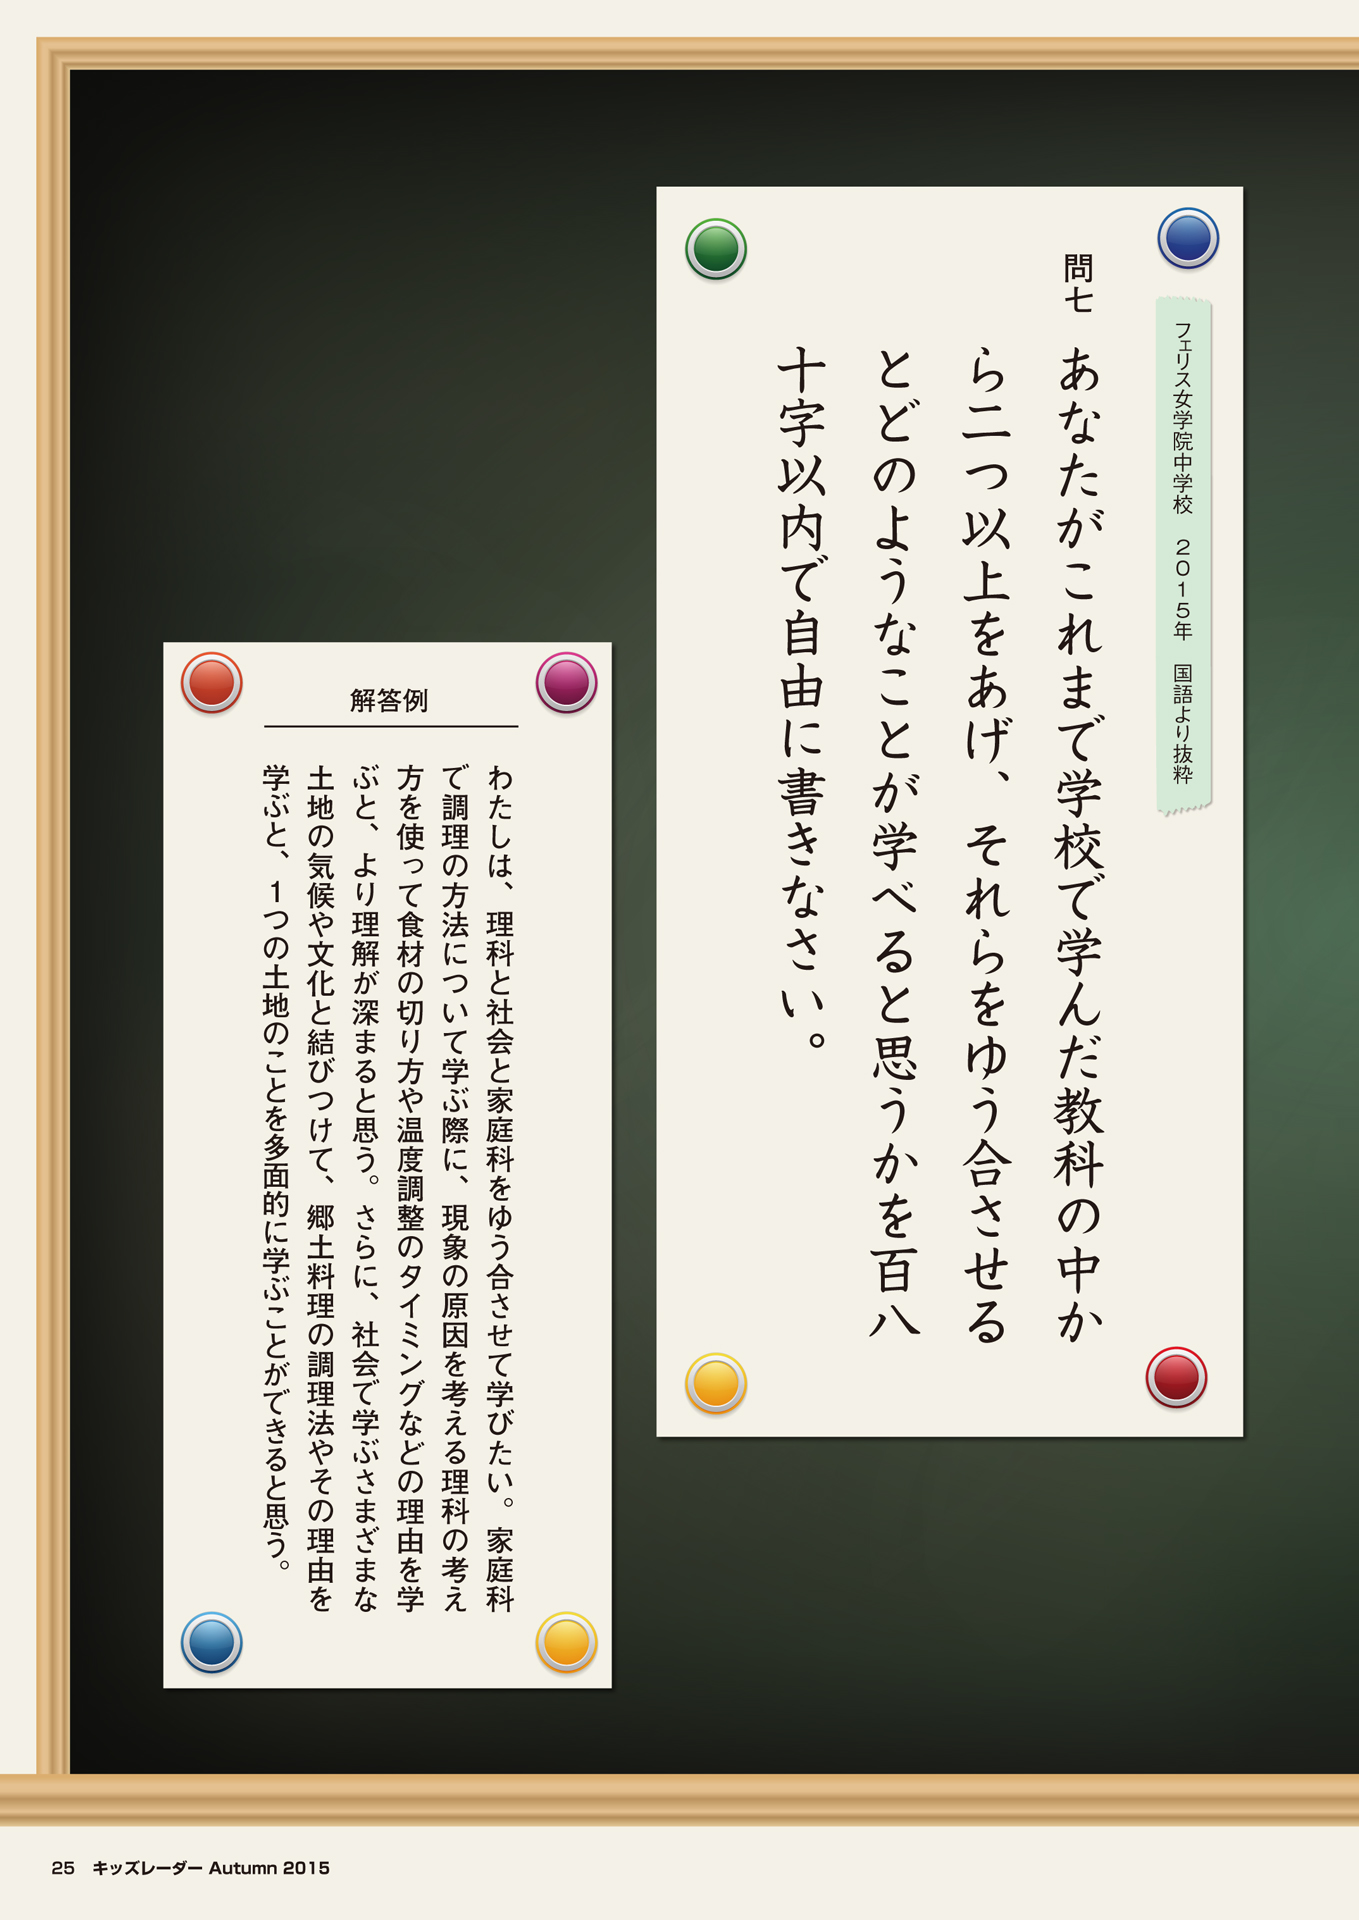 フェリス女学院中学校　2015年　国語より抜粋
問七　あなたがこれまで学校で学んだ教科の中か
ら二つ以上をあげ、それらをゆう合させる
とどのようなことが学べると思うかを百八
十字以内で自由に書きなさい。
解答例
わたしは、理科と社会と家庭科をゆう合させて学びたい。家庭科
で調理の方法について学ぶ際に、現象の原因を考える理科の考え
方を使って食材の切り方や温度調整のタイミングなどの理由を学
ぶと、より理解が深まると思う。さらに、社会で学ぶさまざまな
土地の気候や文化と結びつけて、郷土料理の調理法やその理由を
学ぶと、1つの土地のことを多面的に学ぶことができると思う。
25　キッズレーダー Autumn 2015